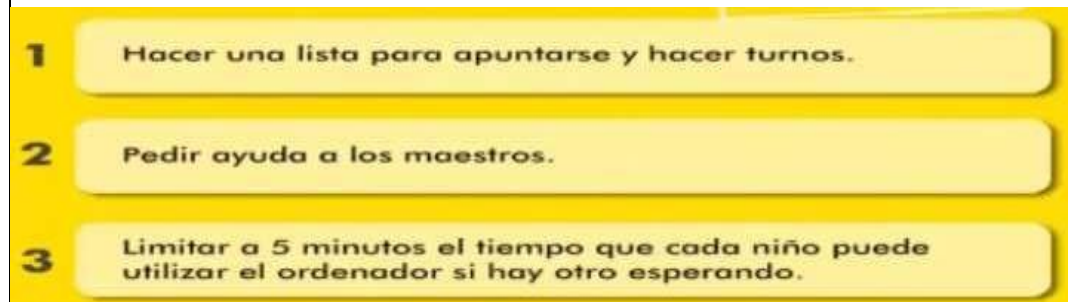 1 Hacer una lista para apuntarse y hacer turnos.
2 Pedir ayuda a los maestros.
3 Limitar a 5 minutos el tiempo que cada niño puede
utilizar el ordenador si hay otro esperando.